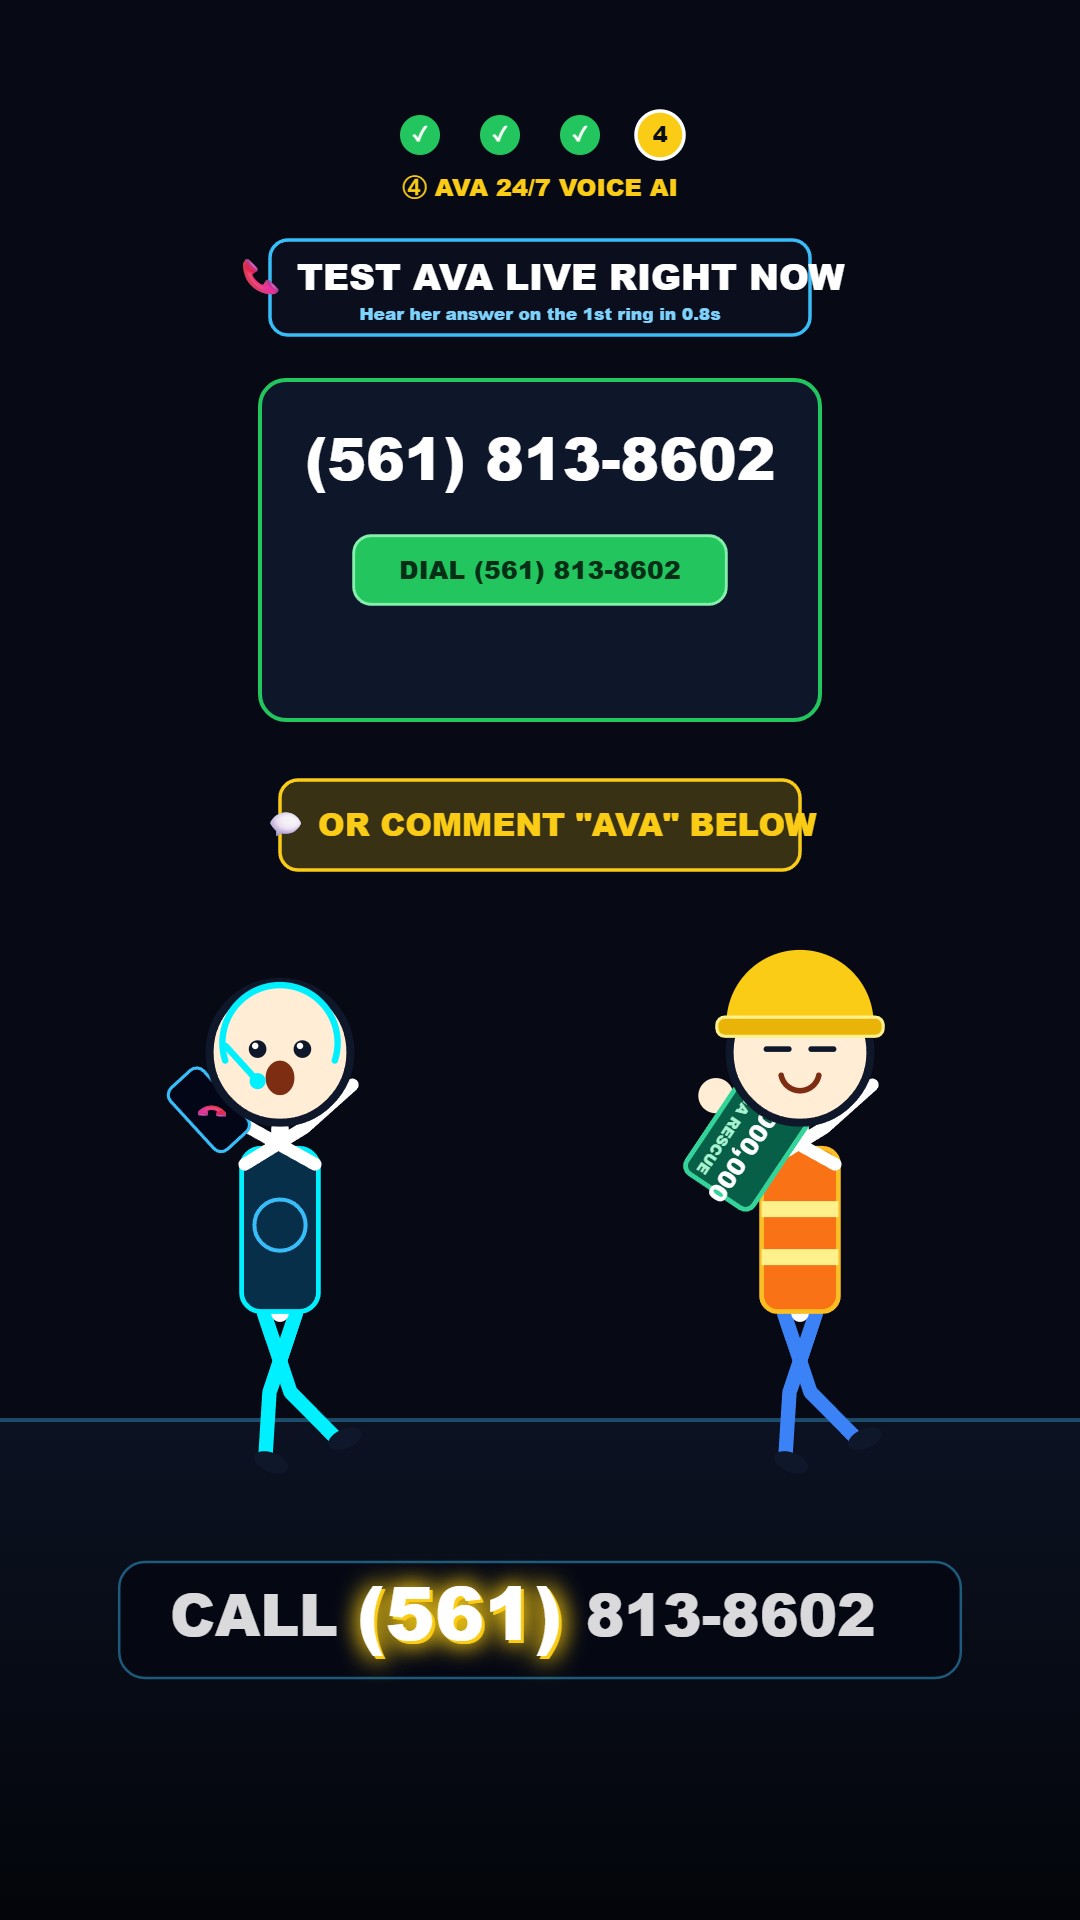 ✓ ✓ ✓ 4
④ AVA 24/7 VOICE AI
TEST AVA LIVE RIGHT NOW
Hear her answer on the 1st ring in 0.8s
(561) 813-8602
DIAL (561) 813-8602
OR COMMENT "AVA" BELOW
A RESCUE
00,000
CALL (561) 813-8602